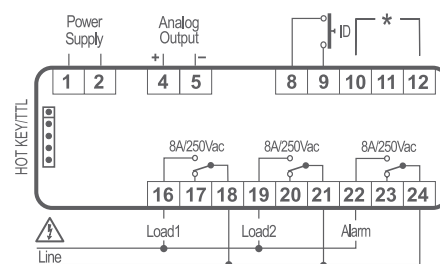 Power Supply
Analog Output
+ −
ID
*
1 2 4 5 8 9 10 11 12
HOT KEY/TTL
8A/250Vac 8A/250Vac 8A/250Vac
16 17 18 19 20 21 22 23 24
Load1 Load2 Alarm
Line